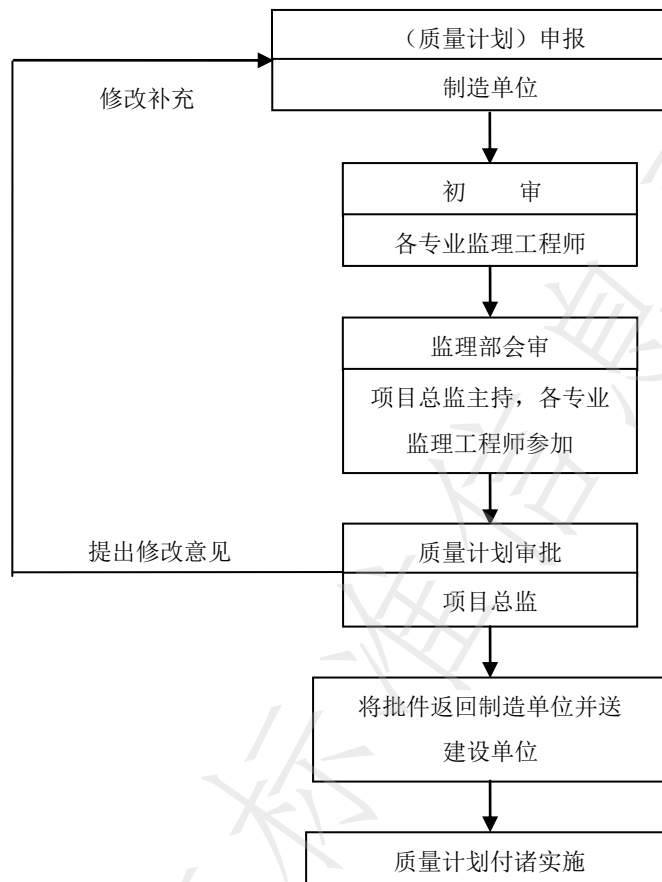 （质量计划）申报
制造单位
修改补充
初　　审
各专业监理工程师
监理部会审
项目总监主持，各专业
监理工程师参加
提出修改意见
质量计划审批
项目总监
将批件返回制造单位并送
建设单位
质量计划付诸实施
标准信息